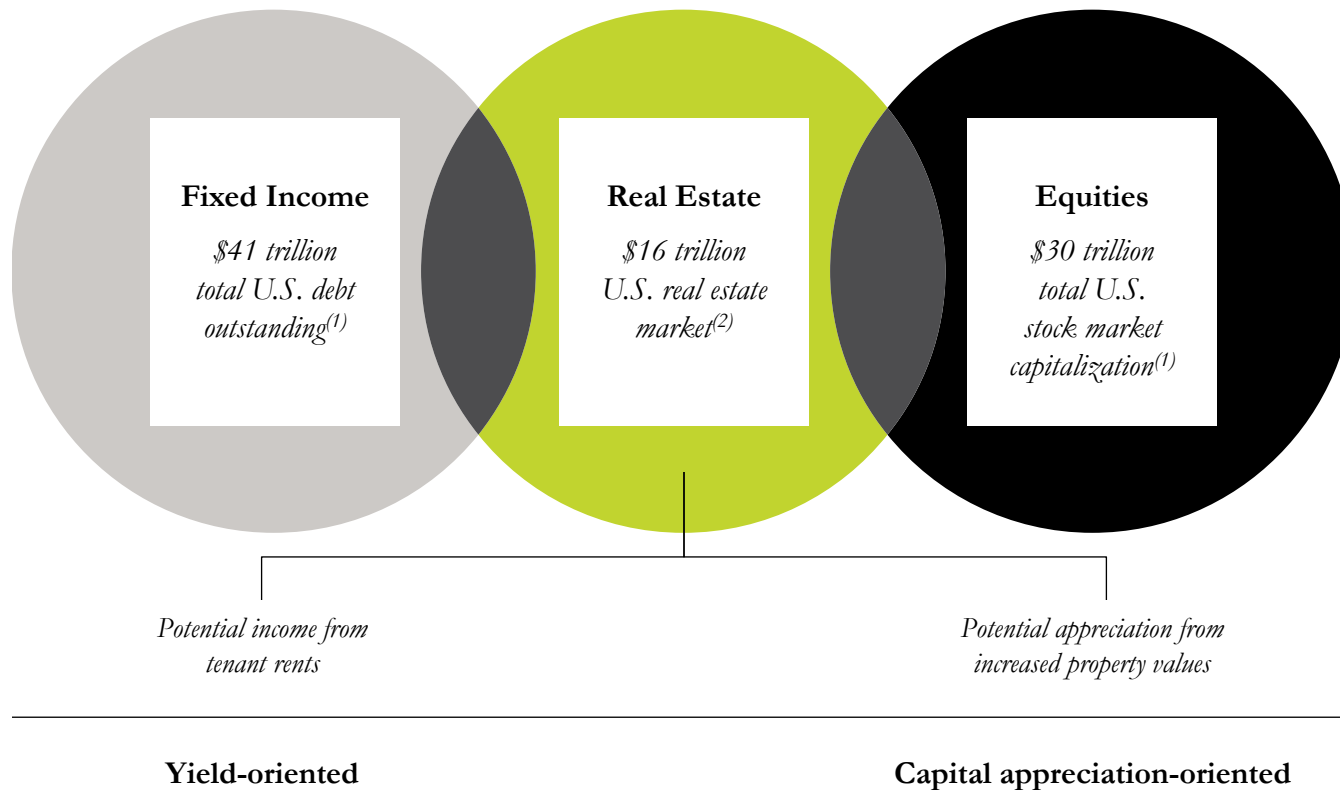 Fixed Income
$41 trillion
total U.S. debt
outstanding(1)
Real Estate
$16 trillion
U.S. real estate
market(2)
Equities
$30 trillion
total U.S.
stock market
capitalization(1)
Potential income from
tenant rents
Potential appreciation from
increased property values
Yield-oriented
Capital appreciation-oriented